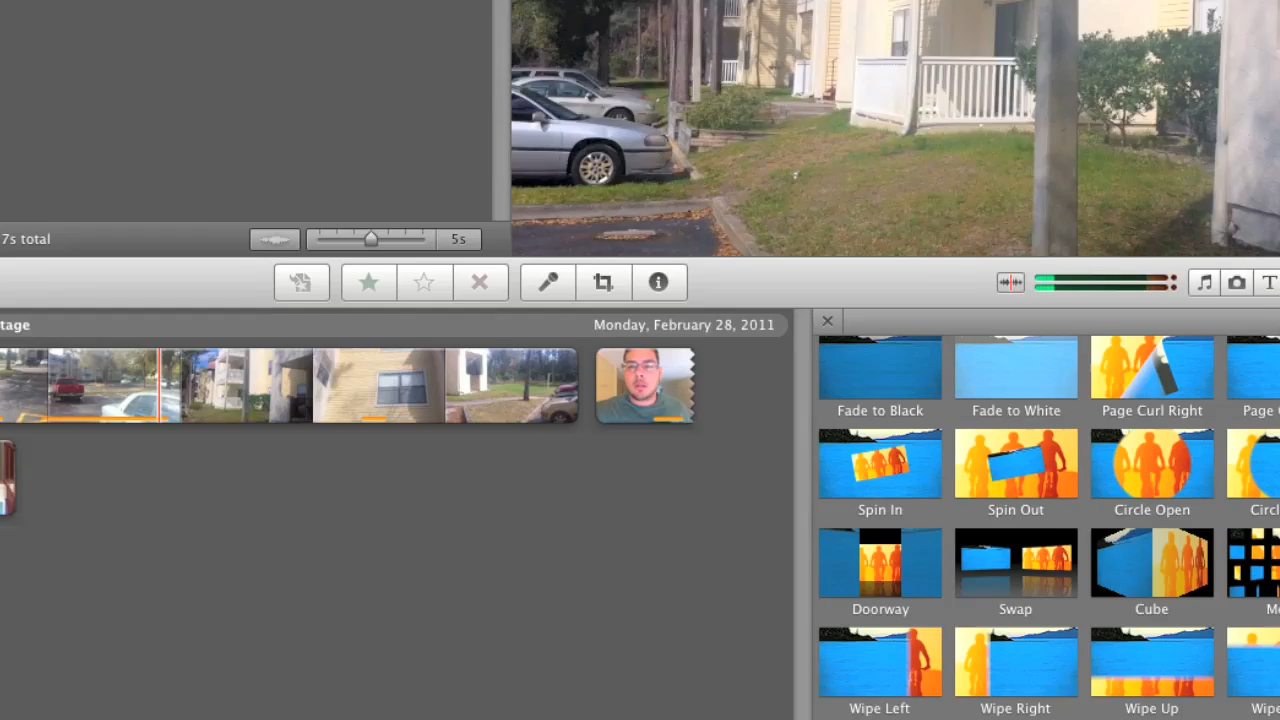 7s total
5s
T
tage
Monday, February 28, 2011
Fade to Black
Fade to White
Page Curl Right
Page
Spin In
Spin Out
Circle Open
Circl
Doorway
Swap
Cube
Mo
Wipe Left
Wipe Right
Wipe Up
Wipe